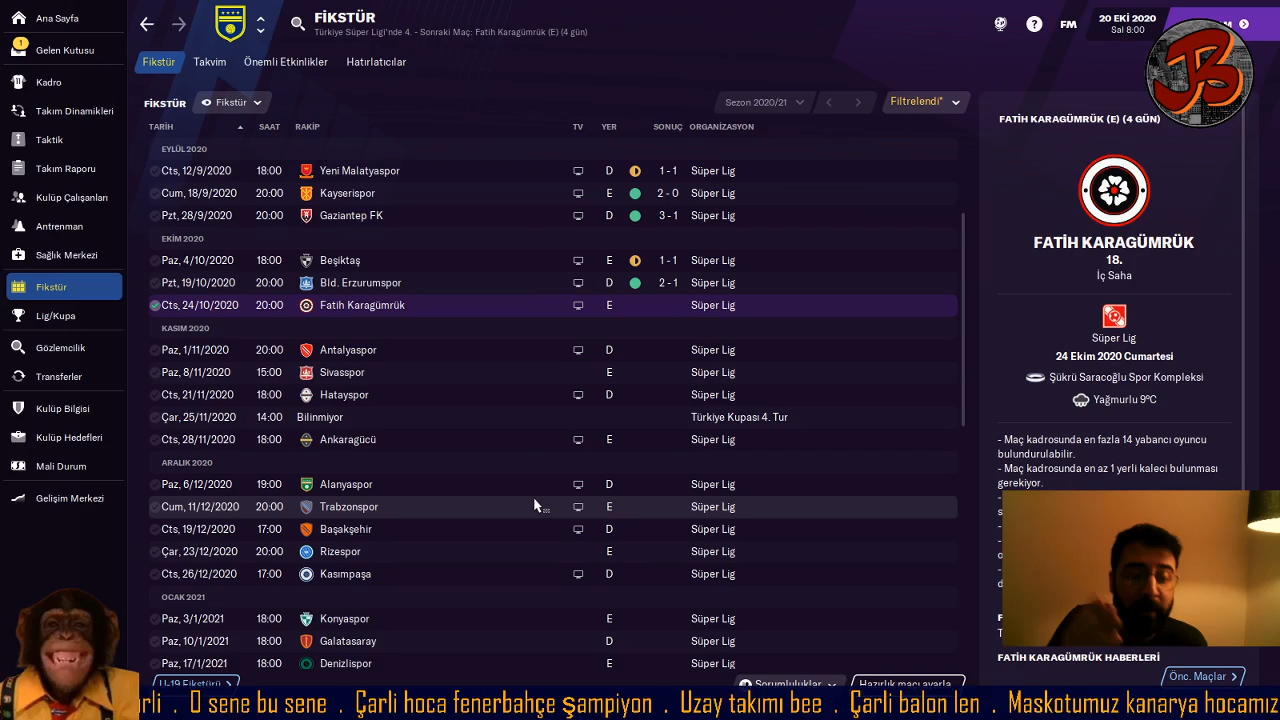 Ana Sayfa
1
Gelen Kutusu
Kadro
Takım Dinamikleri
Taktik
Takım Raporu
Kulüp Çalışanları
Antrenman
Sağlık Merkezi
Fikstür
Lig/Kupa
Gözlemcilik
Transferler
Kulüp Bilgisi
Kulüp Hedefleri
Mali Durum
Gelişim Merkezi
FİKSTÜR
Türkiye Süper Ligi'nde 4. - Sonraki Maç: Fatih Karagümrük (E) (4 gün)
FM
20 EKİ 2020
Sal 8:00
Fikstür Takvim Önemli Etkinlikler Hatırlatıcılar
FİKSTÜR Fikstür Sezon 2020/21 Filtrelendi*
TARİH SAAT RAKİP TV YER SONUÇ ORGANİZASYON
EYLÜL 2020
Cts, 12/9/2020 18:00 Yeni Malatyaspor D 1 - 1 Süper Lig
Cum, 18/9/2020 20:00 Kayserispor E 2 - 0 Süper Lig
Pzt, 28/9/2020 20:00 Gaziantep FK D 3 - 1 Süper Lig
EKİM 2020
Paz, 4/10/2020 18:00 Beşiktaş E 1 - 1 Süper Lig
Pzt, 19/10/2020 20:00 Bld. Erzurumspor D 2 - 1 Süper Lig
Cts, 24/10/2020 20:00 Fatih Karagümrük E Süper Lig
KASIM 2020
Paz, 1/11/2020 20:00 Antalyaspor D Süper Lig
Paz, 8/11/2020 15:00 Sivasspor E Süper Lig
Cts, 21/11/2020 18:00 Hatayspor D Süper Lig
Çar, 25/11/2020 14:00 Bilinmiyor Türkiye Kupası 4. Tur
Cts, 28/11/2020 18:00 Ankaragücü E Süper Lig
ARALIK 2020
Paz, 6/12/2020 19:00 Alanyaspor D Süper Lig
Cum, 11/12/2020 20:00 Trabzonspor E Süper Lig
Cts, 19/12/2020 17:00 Başakşehir D Süper Lig
Çar, 23/12/2020 20:00 Rizespor E Süper Lig
Cts, 26/12/2020 17:00 Kasımpaşa D Süper Lig
OCAK 2021
Paz, 3/1/2021 18:00 Konyaspor E Süper Lig
Paz, 10/1/2021 18:00 Galatasaray D Süper Lig
Paz, 17/1/2021 18:00 Denizlispor E Süper Lig
U-19 Fikstürü Sorumluluklar Hazırlık maçı ayarla
FATİH KARAGÜMRÜK (E) (4 GÜN)
FATİH KARAGÜMRÜK
18.
İç Saha
Süper Lig
24 Ekim 2020 Cumartesi
Şükrü Saracoğlu Spor Kompleksi
Yağmurlu 9°C
- Maç kadrosunda en fazla 14 yabancı oyuncu
bulundurulabilir.
- Maç kadrosunda en az 1 yerli kaleci bulunması
gerekiyor.
FATİH KARAGÜMRÜK HABERLERİ
Önc. Maçlar
JB
arli . O sene bu sene . Çarli hoca fenerbahçe şampiyon . Uzay takımı bee . Çarli balon len . Maskotumuz kanarya hocamız